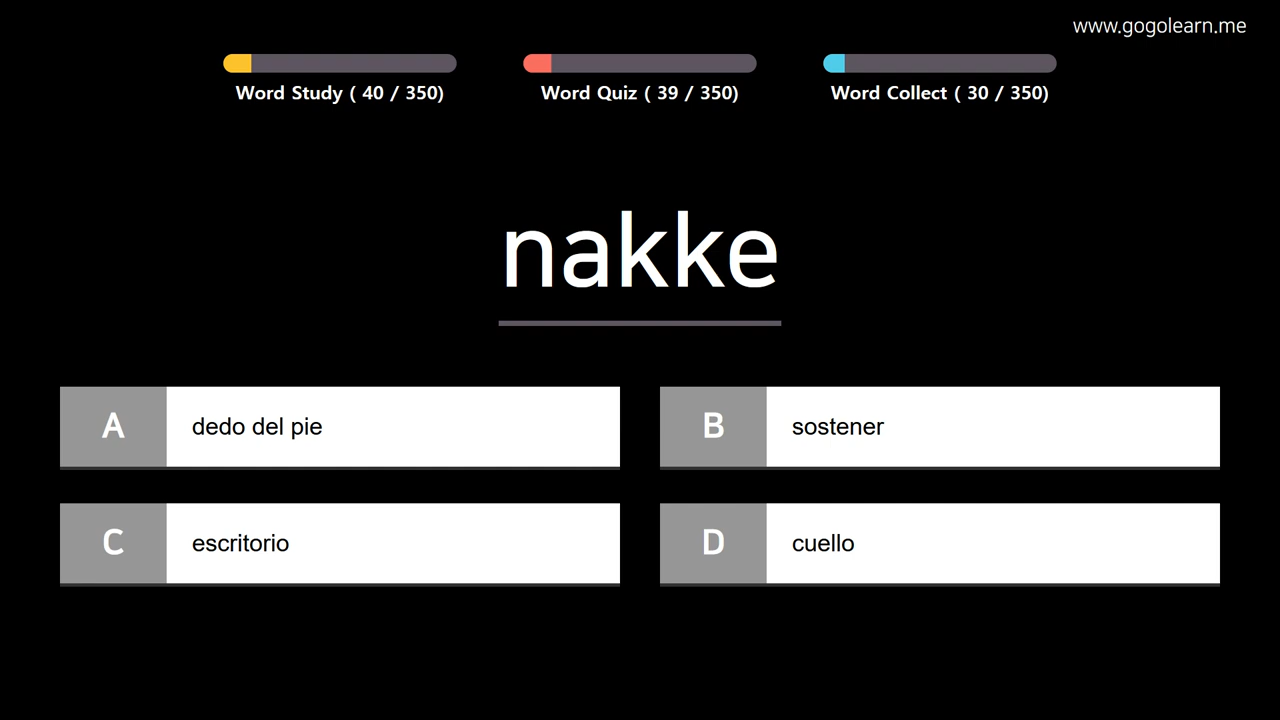 www.gogolearn.me
Word Study ( 40 / 350)
Word Quiz ( 39 / 350)
Word Collect ( 30 / 350)
nakke
A dedo del pie
B sostener
C escritorio
D cuello